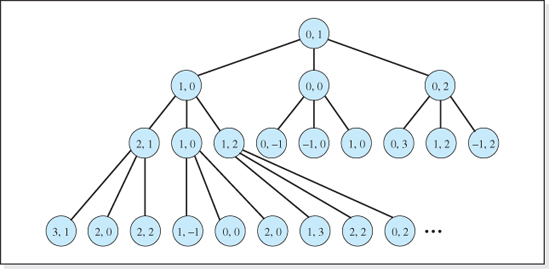 0, 1
1, 0 0, 0 0, 2
2, 1 1, 0 1, 2 0, −1 −1, 0 1, 0 0, 3 1, 2 −1, 2
3, 1 2, 0 2, 2 1, −1 0, 0 2, 0 1, 3 2, 2 0, 2 •••